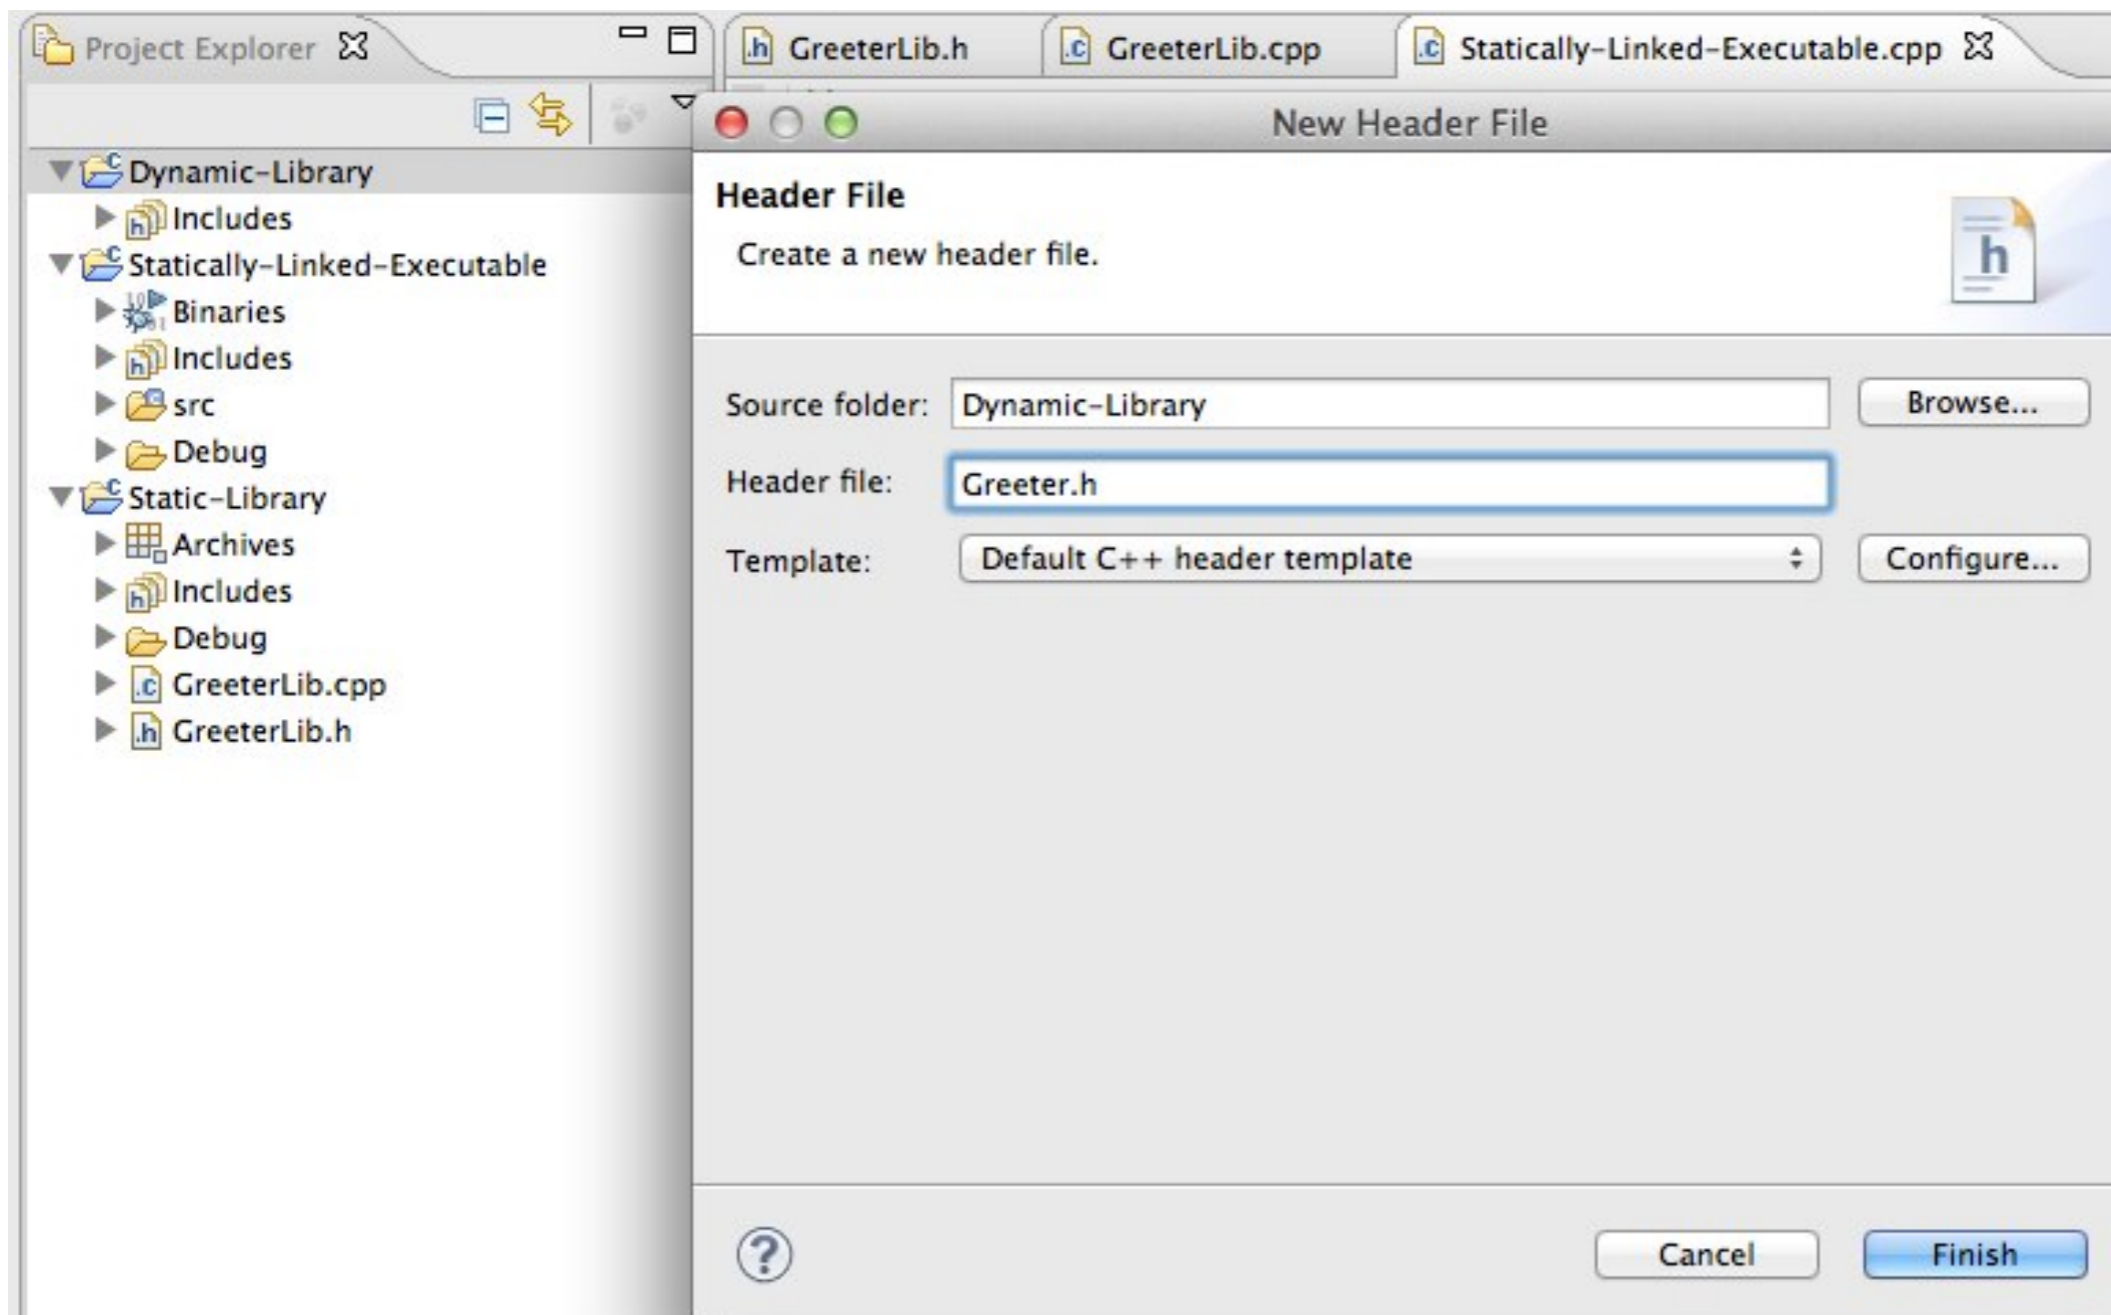 Project Explorer
GreeterLib.h
GreeterLib.cpp
Statically-Linked-Executable.cpp
Dynamic-Library
Includes
Statically-Linked-Executable
Binaries
Includes
src
Debug
Static-Library
Archives
Includes
Debug
GreeterLib.cpp
GreeterLib.h
New Header File
Header File
Create a new header file.
Source folder: Dynamic-Library Browse...
Header file: Greeter.h
Template: Default C++ header template Configure...
Cancel Finish